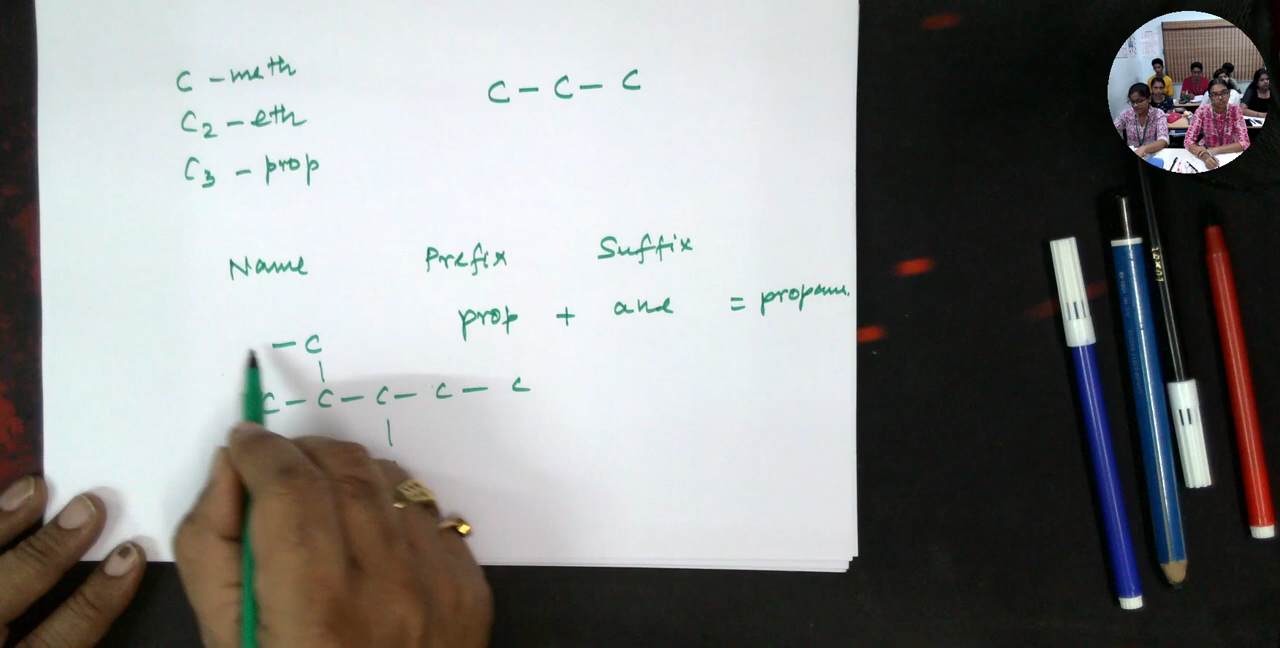 C - meth
C2 - eth
C3 - prop
C - C - C
Name Prefix Suffix
prop + ane = propane.
- C
|
C - C - C - C - C
|